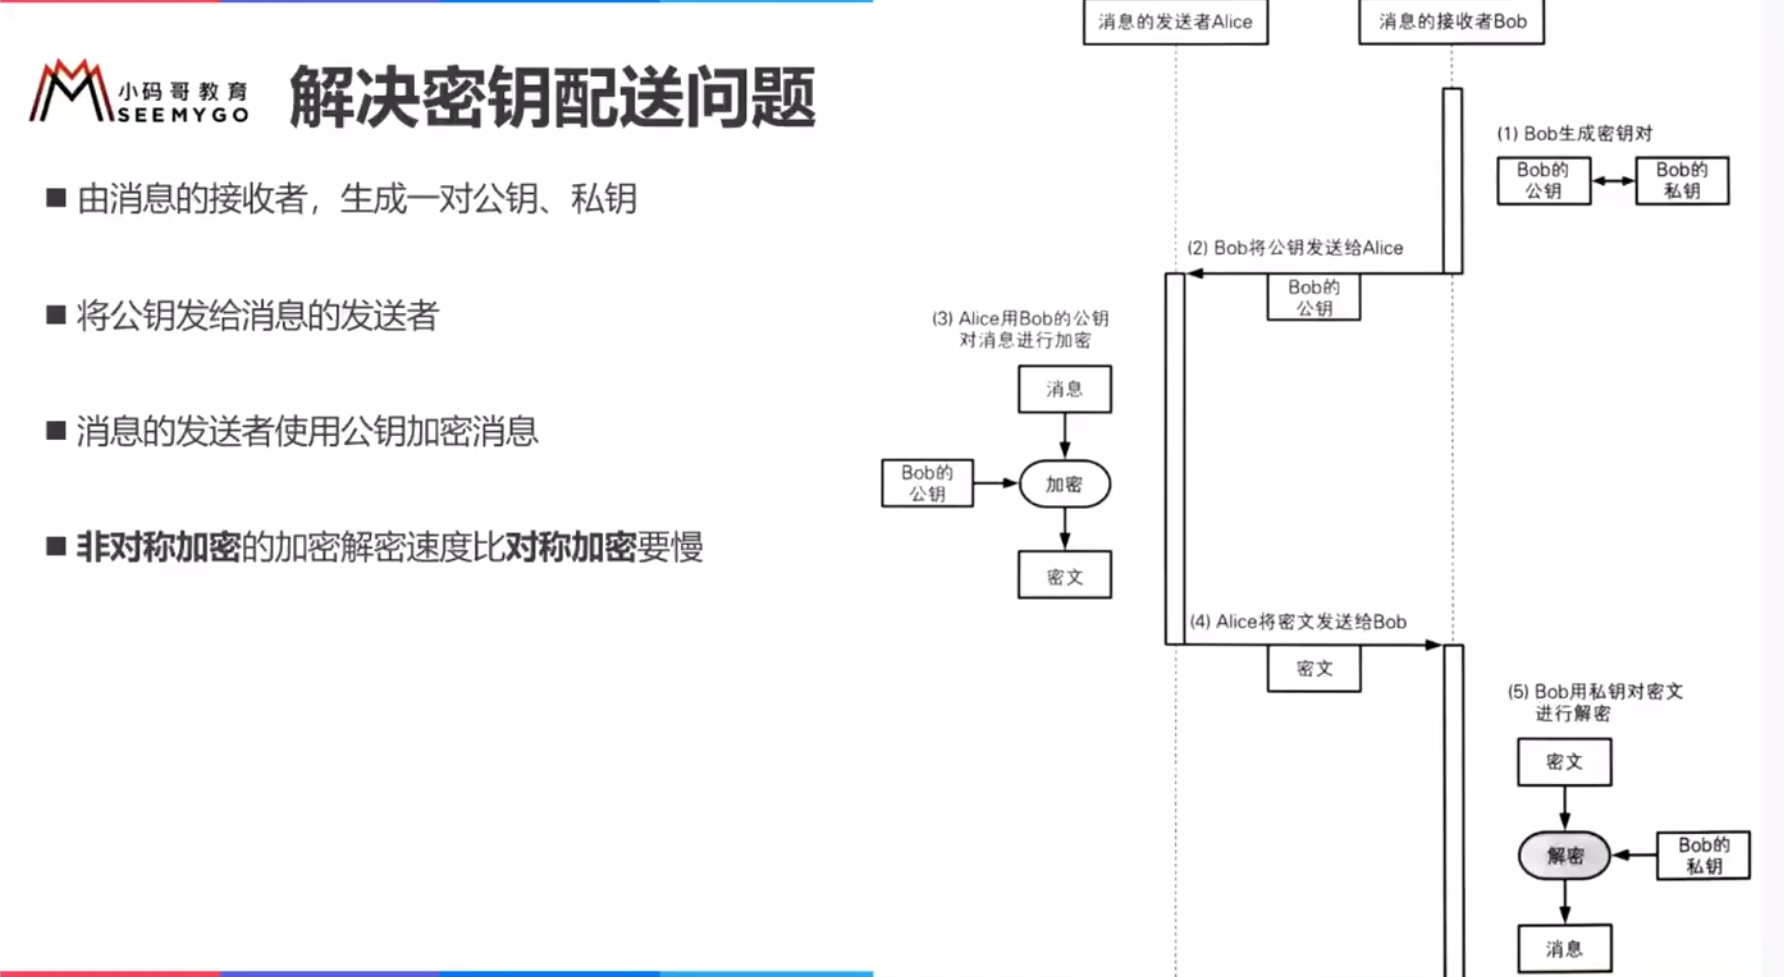 小码哥教育
SEEMYGO
解决密钥配送问题
■ 由消息的接收者，生成一对公钥、私钥
■ 将公钥发给消息的发送者
■ 消息的发送者使用公钥加密消息
■ 非对称加密的加密解密速度比对称加密要慢
消息的发送者Alice
消息的接收者Bob
(1) Bob生成密钥对
Bob的
公钥
Bob的
私钥
(2) Bob将公钥发送给Alice
Bob的
公钥
(3) Alice用Bob的公钥
对消息进行加密
消息
Bob的
公钥
加密
密文
(4) Alice将密文发送给Bob
密文
(5) Bob用私钥对密文
进行解密
密文
解密
Bob的
私钥
消息